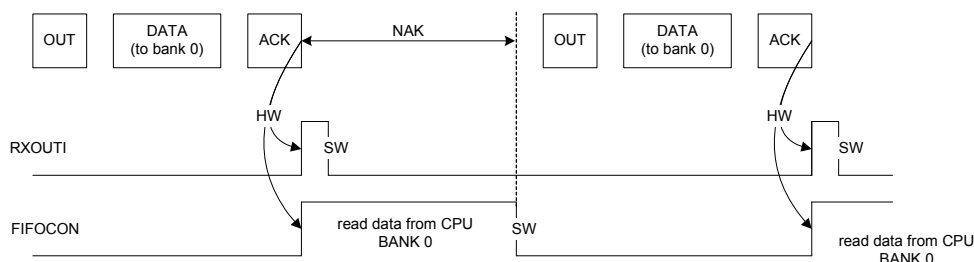 OUT
DATA
(to bank 0)
ACK
NAK
OUT
DATA
(to bank 0)
ACK
HW
HW
RXOUTI
SW
SW
FIFOCON
read data from CPU
BANK 0
SW
read data from CPU
BANK 0